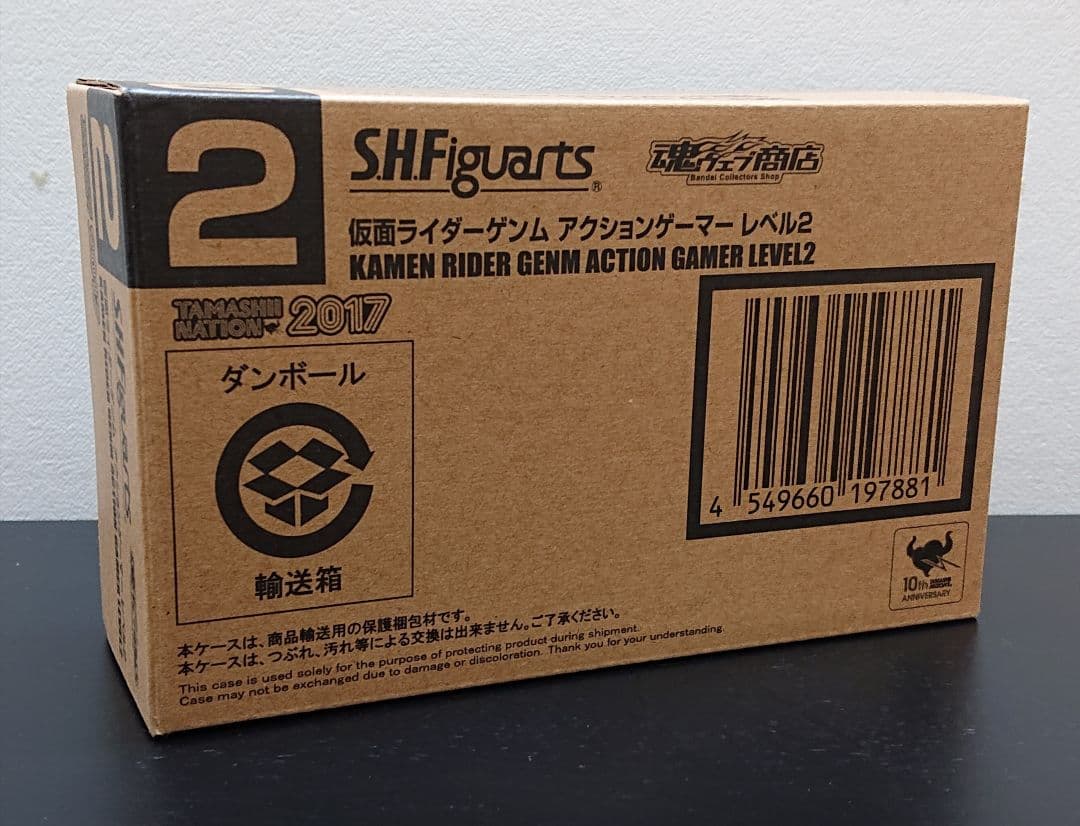 2
S.H.Figuarts®
魂ウェブ商店
Bandai Collectors Shop
仮面ライダーゲンム アクションゲーマー レベル2
KAMEN RIDER GENM ACTION GAMER LEVEL2
TAMASHII NATION 2017
ダンボール
輸送箱
4 549660 197881
10th
ANNIVERSARY
本ケースは、商品輸送用の保護梱包材です。
本ケースは、つぶれ、汚れ等による交換は出来ません。ご了承ください。
This case is used solely for the purpose of protecting product during shipment.
Case may not be exchanged due to damage or discoloration. Thank you for your understanding.
2
S.H.Figuarts